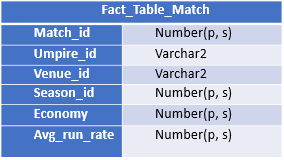 Fact_Table_Match
Match_id Number(p, s)
Umpire_id Varchar2
Venue_id Varchar2
Season_id Number(p, s)
Economy Number(p, s)
Avg_run_rate Number(p, s)